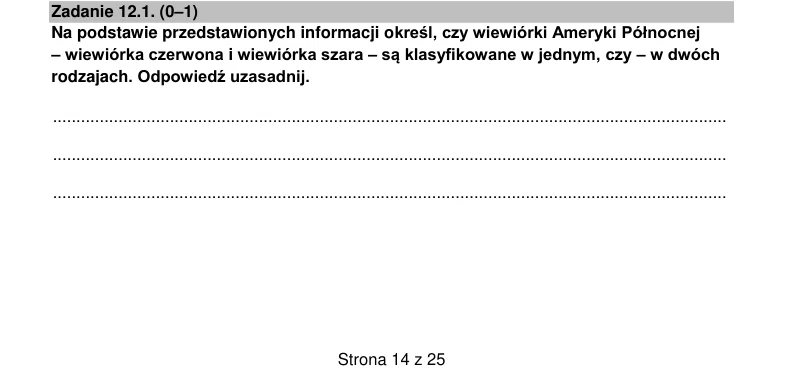 Zadanie 12.1. (0–1)
Na podstawie przedstawionych informacji określ, czy wiewiórki Ameryki Północnej
– wiewiórka czerwona i wiewiórka szara – są klasyfikowane w jednym, czy – w dwóch
rodzajach. Odpowiedź uzasadnij.
................................................................................
................................................................................
................................................................................
Strona 14 z 25